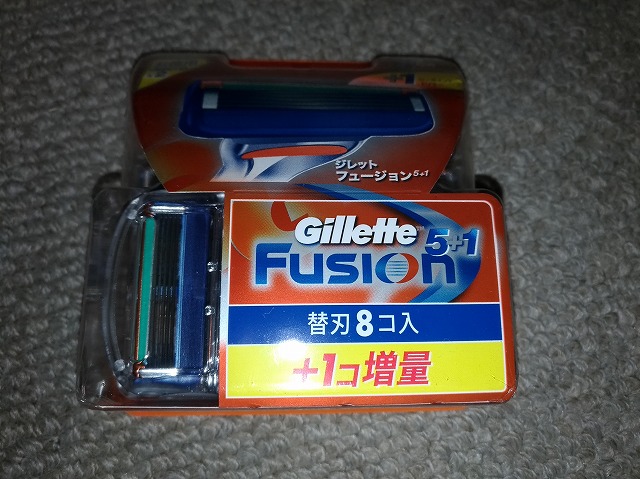 ジレット
フュージョン5+1
Gillette
Fusion 5+1
替刃8コ入
+1コ増量